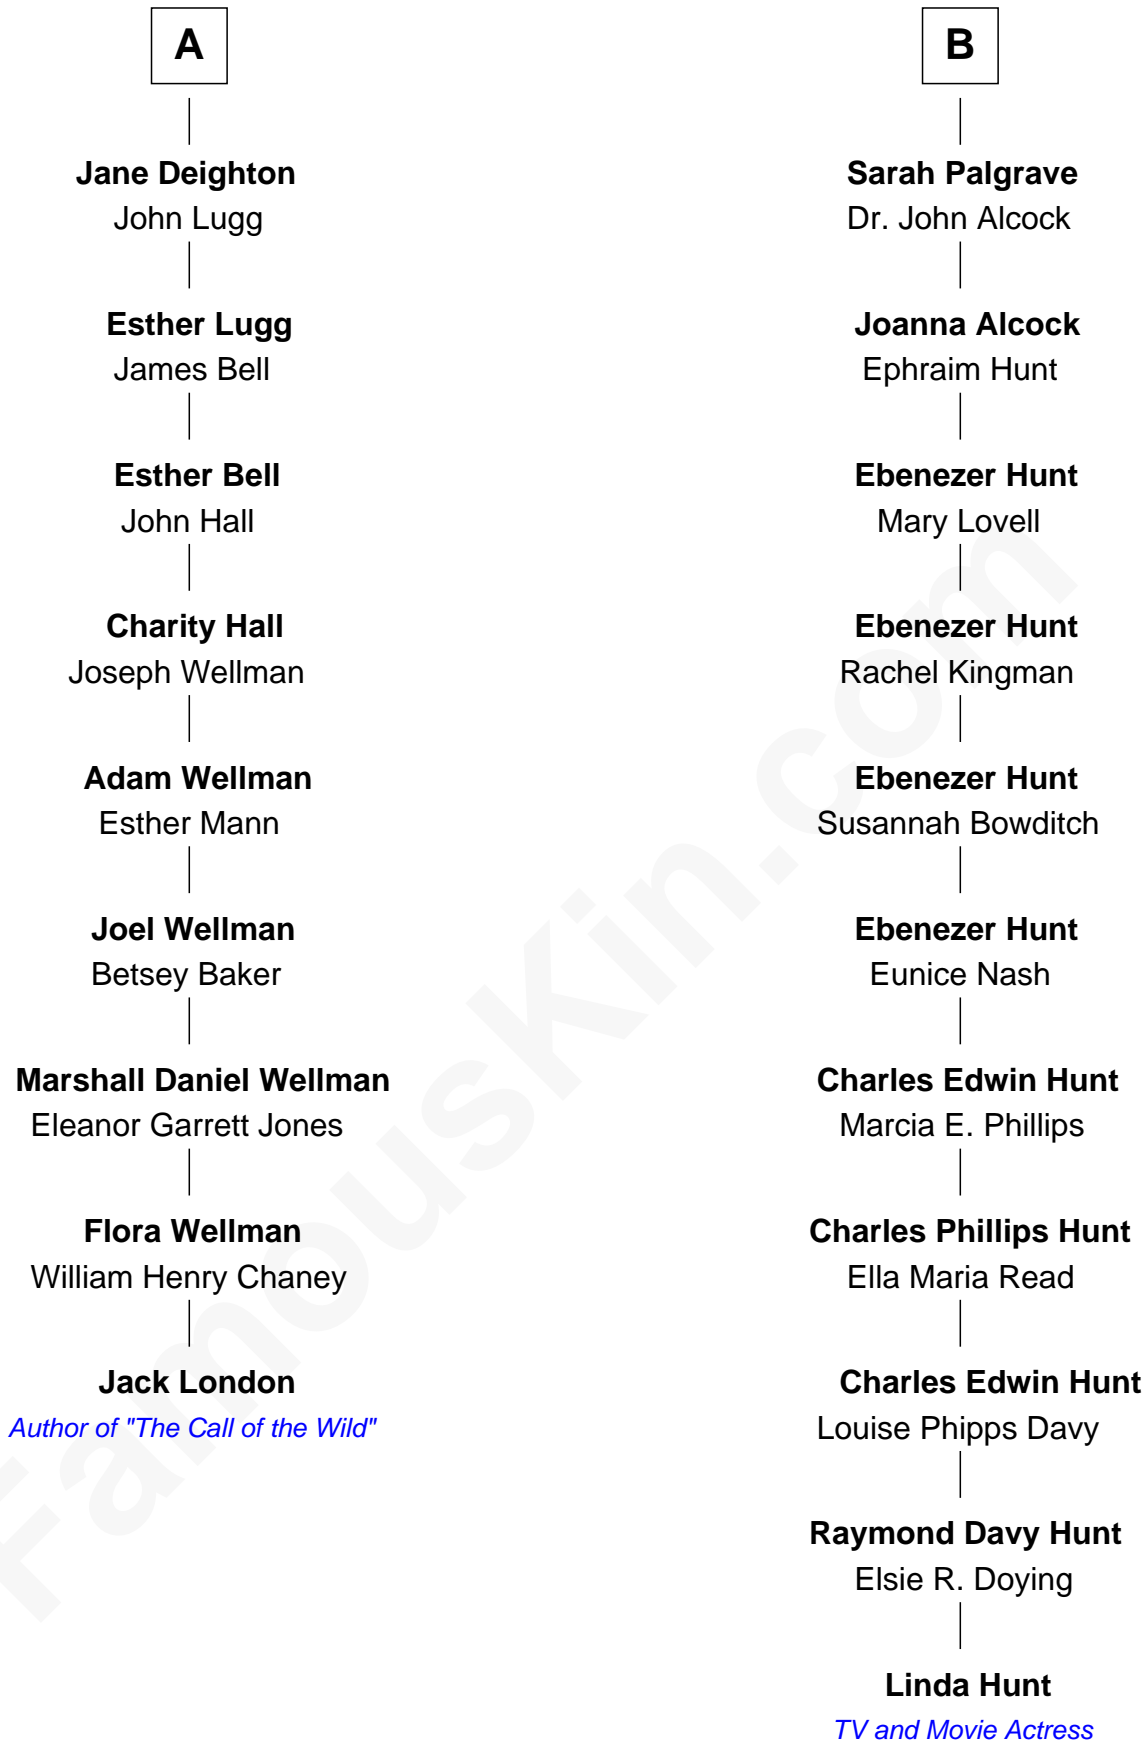 A
Jane Deighton
John Lugg
Esther Lugg
James Bell
Esther Bell
John Hall
Charity Hall
Joseph Wellman
Adam Wellman
Esther Mann
Joel Wellman
Betsey Baker
Marshall Daniel Wellman
Eleanor Garrett Jones
Flora Wellman
William Henry Chaney
Jack London
Author of "The Call of the Wild"
B
Sarah Palgrave
Dr. John Alcock
Joanna Alcock
Ephraim Hunt
Ebenezer Hunt
Mary Lovell
Ebenezer Hunt
Rachel Kingman
Ebenezer Hunt
Susannah Bowditch
Ebenezer Hunt
Eunice Nash
Charles Edwin Hunt
Marcia E. Phillips
Charles Phillips Hunt
Ella Maria Read
Charles Edwin Hunt
Louise Phipps Davy
Raymond Davy Hunt
Elsie R. Doying
Linda Hunt
TV and Movie Actress
FamousKin.com